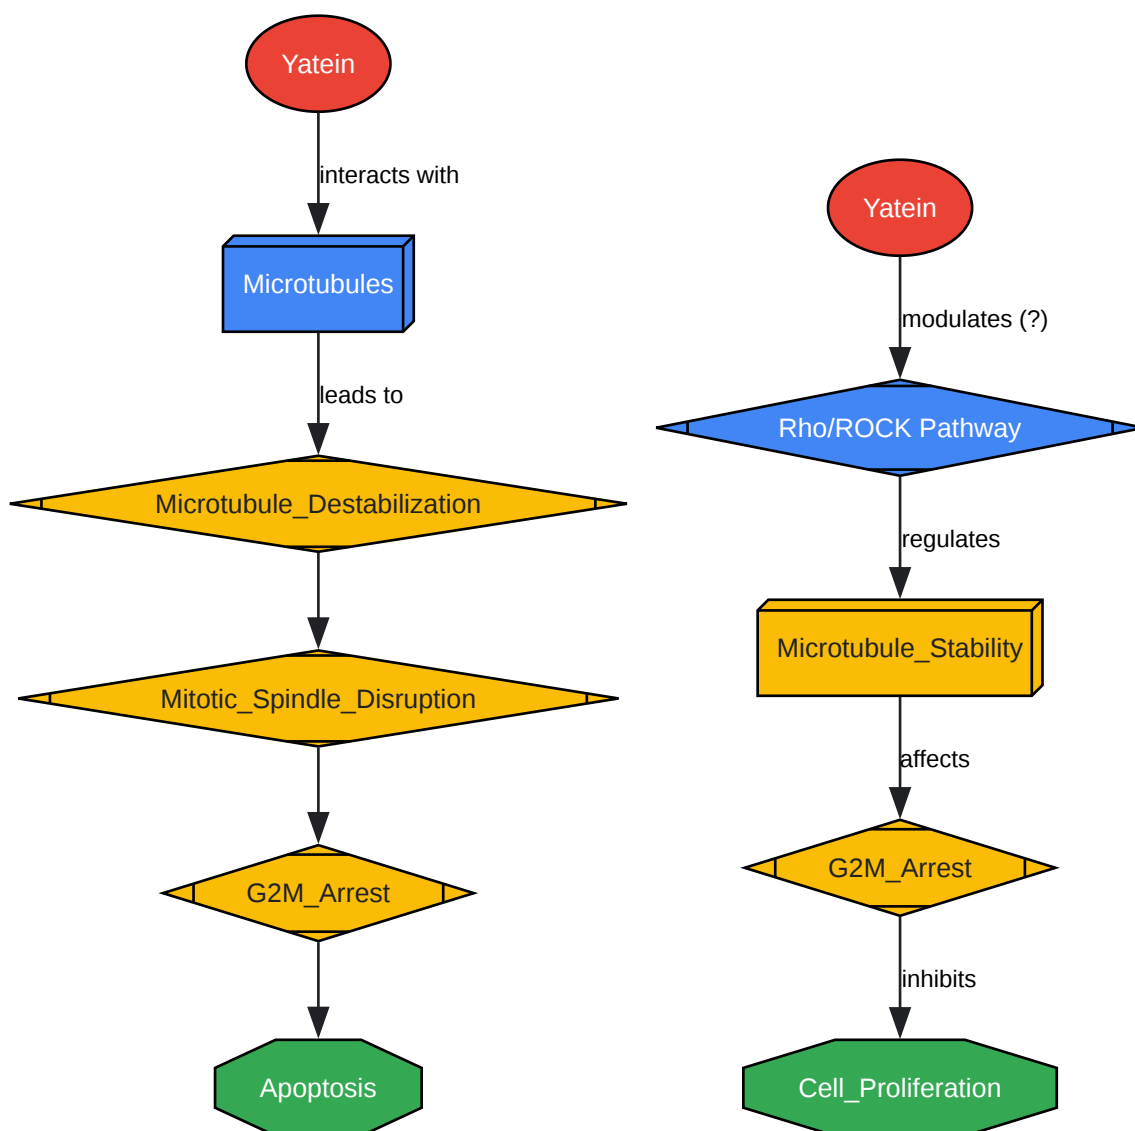 Yatein
interacts with
Microtubules
leads to
Microtubule_Destabilization
Mitotic_Spindle_Disruption
G2M_Arrest
Apoptosis
Yatein
modulates (?)
Rho/ROCK Pathway
regulates
Microtubule_Stability
affects
G2M_Arrest
inhibits
Cell_Proliferation